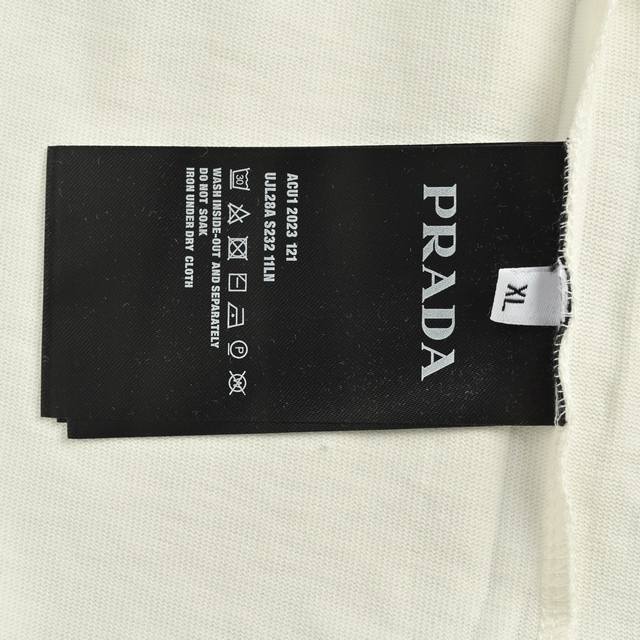 XL
PRADA
ACU1 2023 121
UJL28A S232 11LN
30
P
WASH INSIDE-OUT AND SEPARATELY
DO NOT SOAK
IRON UNDER DRY CLOTH